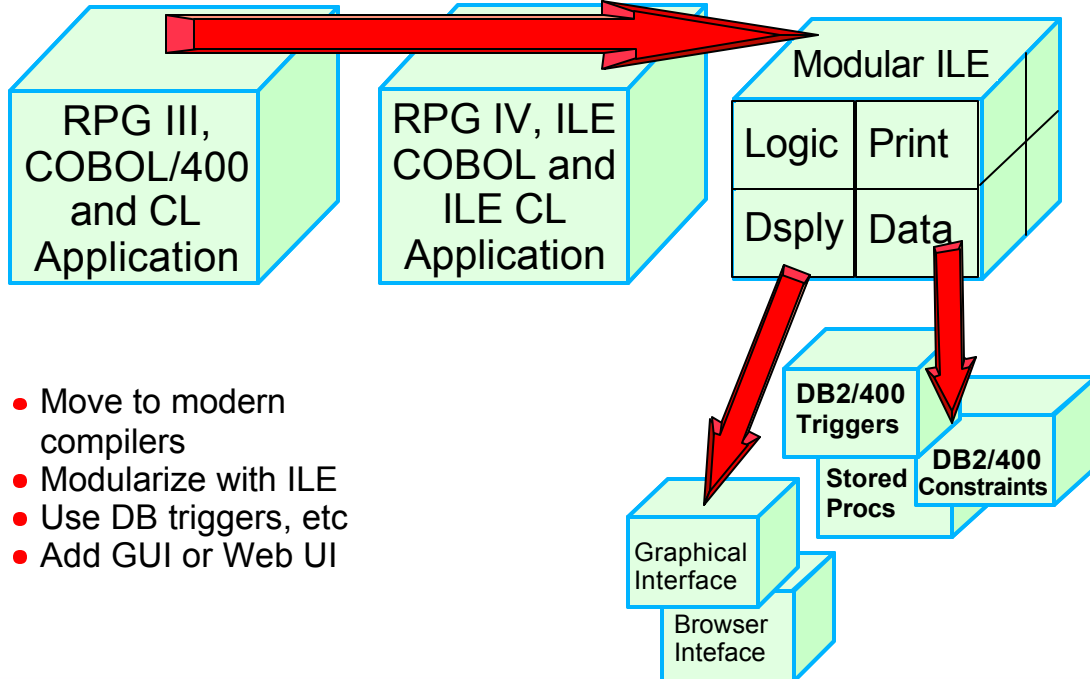 RPG III,
COBOL/400
and CL
Application
RPG IV, ILE
COBOL and
ILE CL
Application
Modular ILE
Logic
Print
Dsply
Data
• Move to modern
compilers
• Modularize with ILE
• Use DB triggers, etc
• Add GUI or Web UI
DB2/400
Triggers
Stored
Procs
DB2/400
Constraints
Graphical
Interface
Browser
Inteface